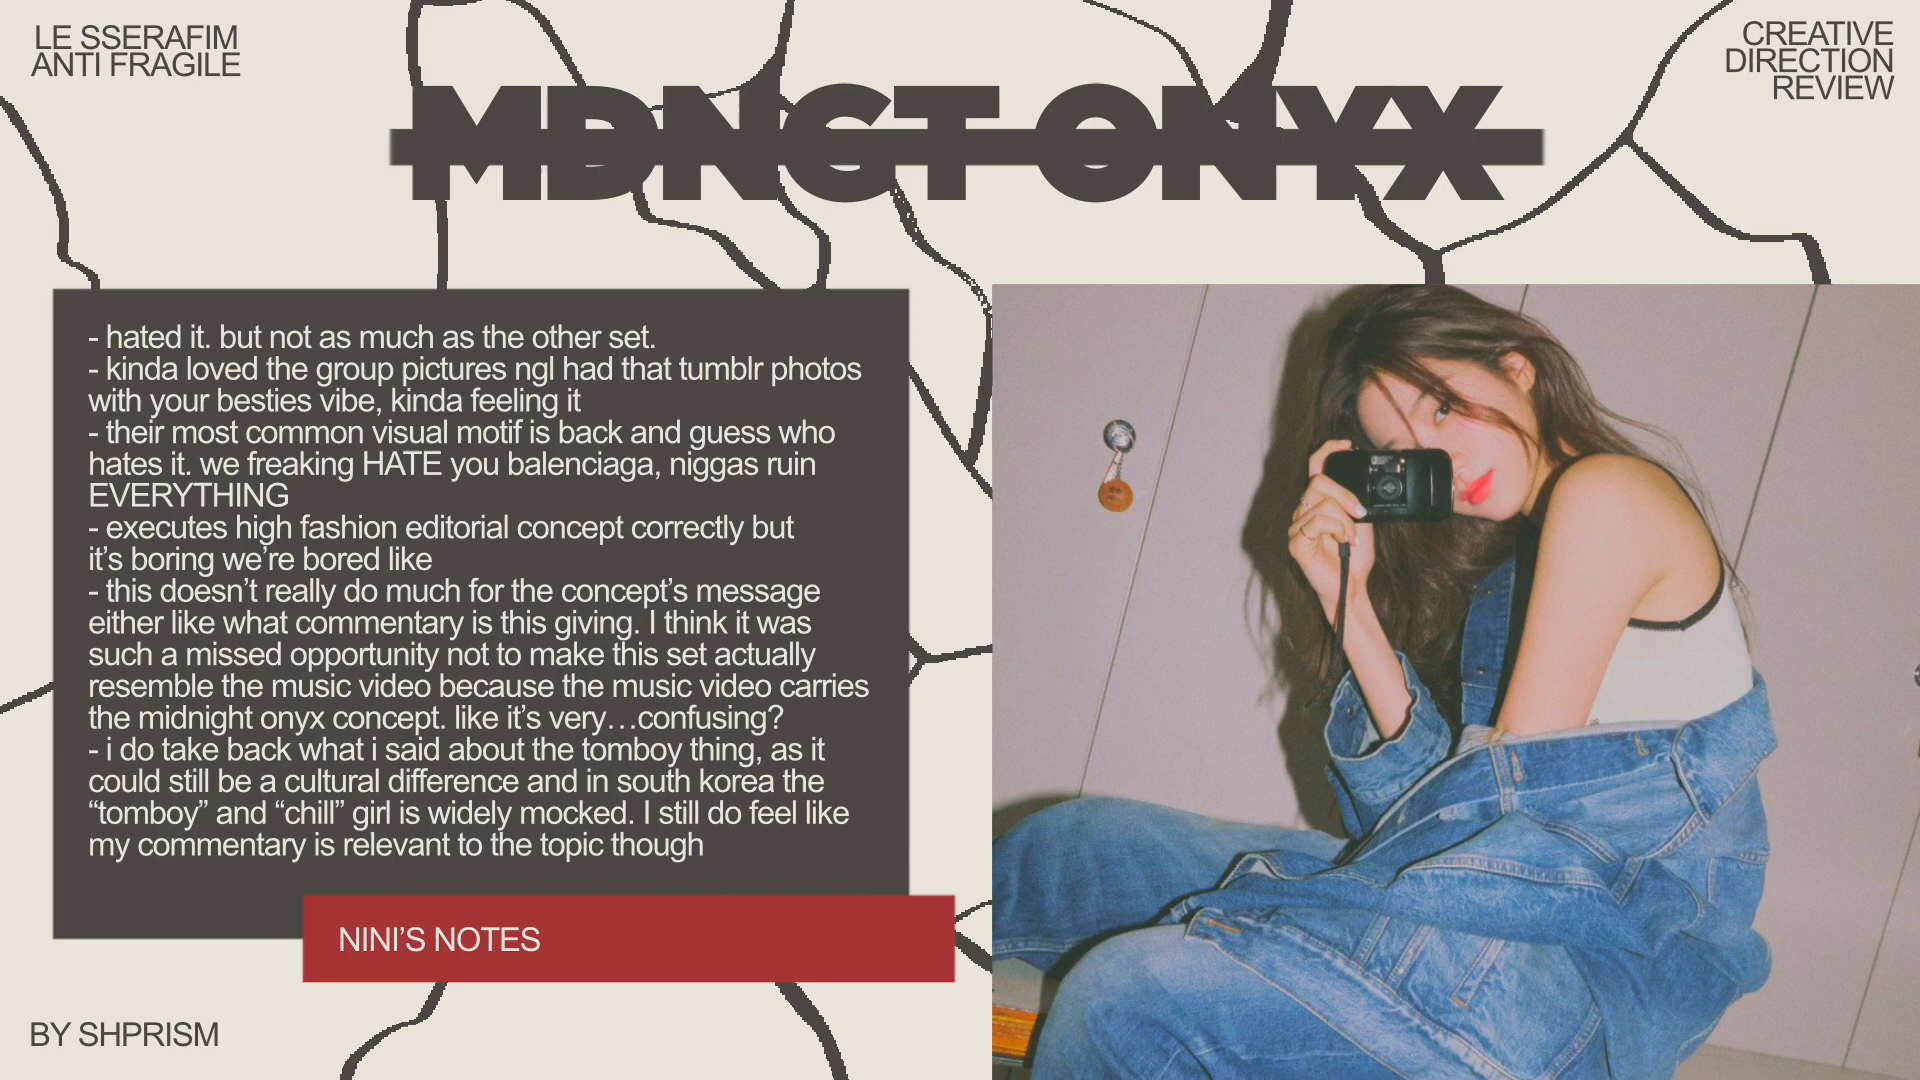 LE SSERAFIM
ANTI FRAGILE
CREATIVE
DIRECTION
REVIEW
MDNGT ONYX
- hated it. but not as much as the other set.
- kinda loved the group pictures ngl had that tumblr photos
with your besties vibe, kinda feeling it
- their most common visual motif is back and guess who
hates it. we freaking HATE you balenciaga, niggas ruin
EVERYTHING
- executes high fashion editorial concept correctly but
it’s boring we’re bored like
- this doesn’t really do much for the concept’s message
either like what commentary is this giving. I think it was
such a missed opportunity not to make this set actually
resemble the music video because the music video carries
the midnight onyx concept. like it’s very…confusing?
- i do take back what i said about the tomboy thing, as it
could still be a cultural difference and in south korea the
“tomboy” and “chill” girl is widely mocked. I still do feel like
my commentary is relevant to the topic though
NINI’S NOTES
BY SHPRISM